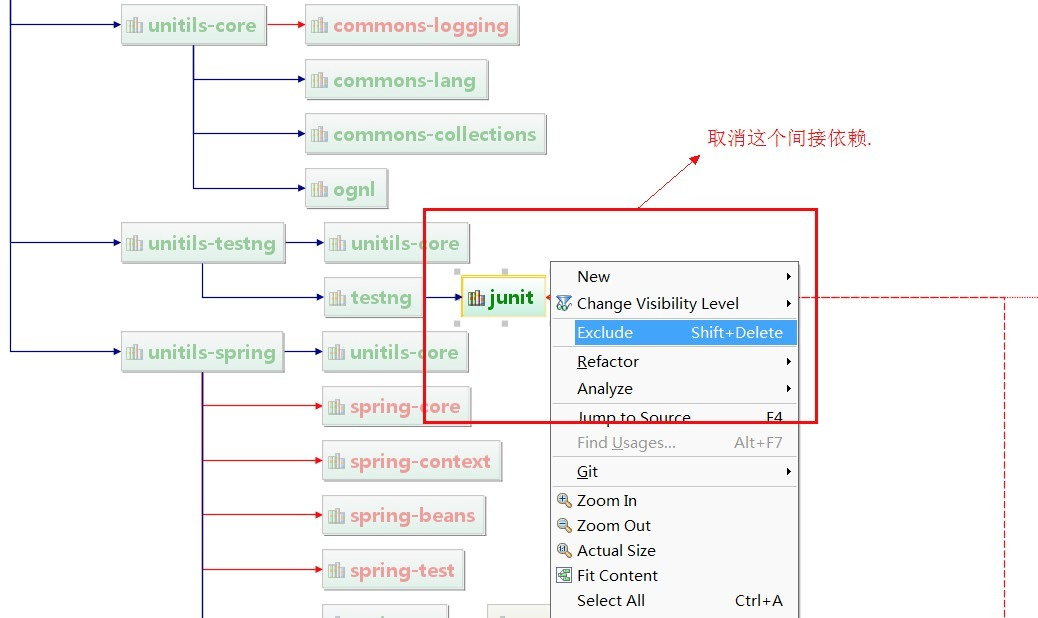 unitils-core
commons-logging
commons-lang
commons-collections
ognl
取消这个间接依赖.
unitils-testng
unitils-core
testng
junit
unitils-spring
unitils-core
spring-core
spring-context
spring-beans
spring-test
New
Change Visibility Level
Exclude Shift+Delete
Refactor
Analyze
Jump to Source F4
Find Usages... Alt+F7
Git
Zoom In
Zoom Out
Actual Size
Fit Content
Select All Ctrl+A